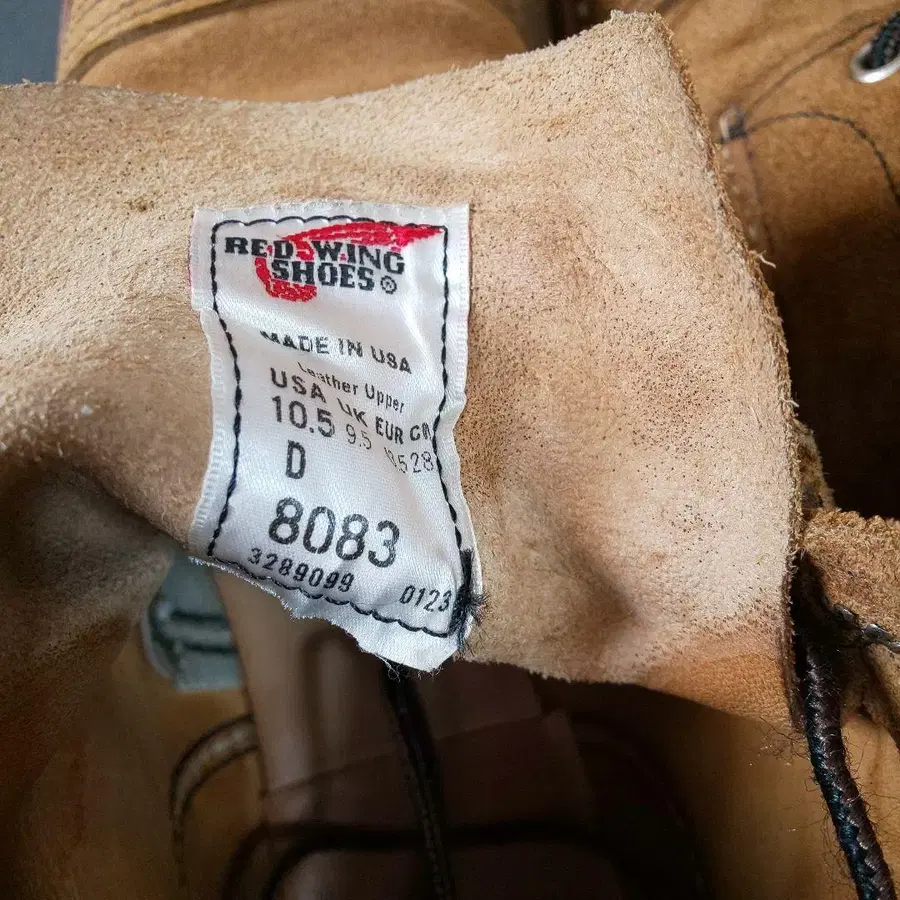 RED WING
SHOES®
MADE IN USA
Leather Upper
USA UK EUR CM
10.5 9.5 28
D
8083
3289099 0123